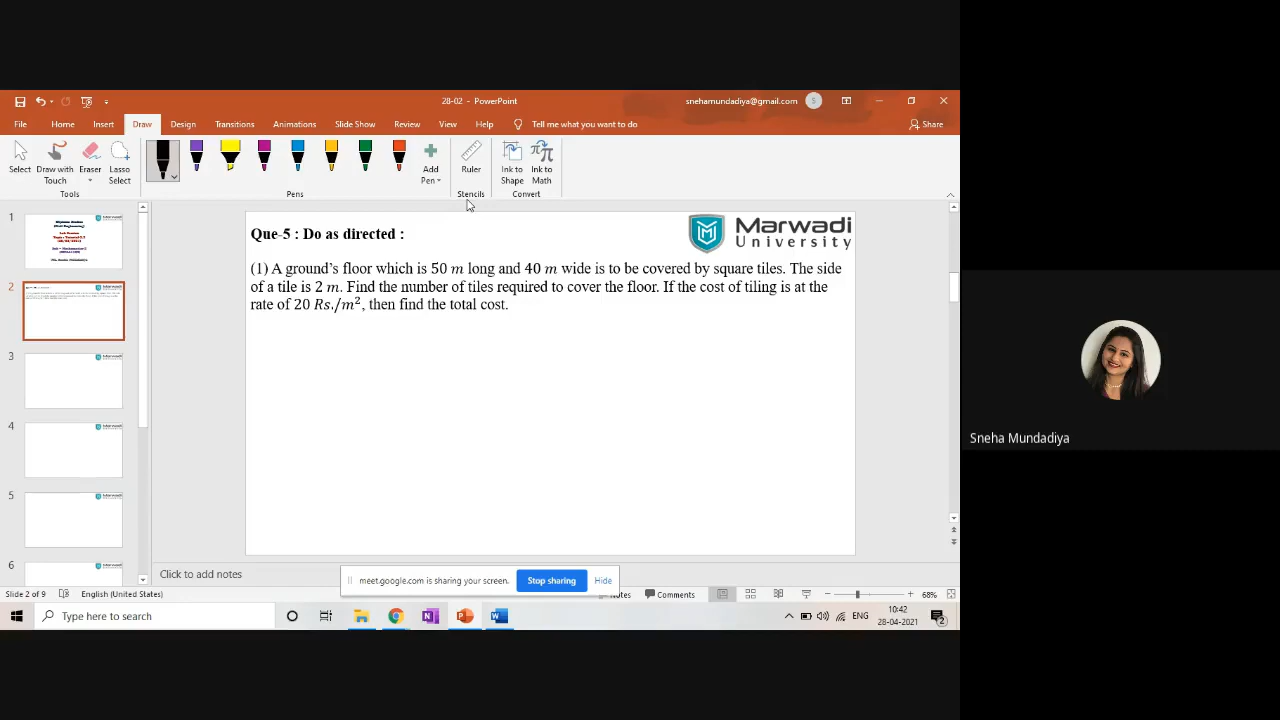 28-02 - PowerPoint
snehamundadiya@gmail.com
S
File Home Insert Draw Design Transitions Animations Slide Show Review View Help Tell me what you want to do Share
Select Draw with Touch Eraser Lasso Select Add Pen Ruler Ink to Shape Ink to Math
Tools Pens Stencils Convert
1
2
3
4
5
6
Que-5 : Do as directed :
Marwadi
University
(1) A ground's floor which is 50 m long and 40 m wide is to be covered by square tiles. The side
of a tile is 2 m. Find the number of tiles required to cover the floor. If the cost of tiling is at the
rate of 20 Rs./m², then find the total cost.
Sneha Mundadiya
Click to add notes
meet.google.com is sharing your screen. Stop sharing Hide
Slide 2 of 9 English (United States) Comments 68%
Type here to search
ENG
10:42
28-04-2021
2